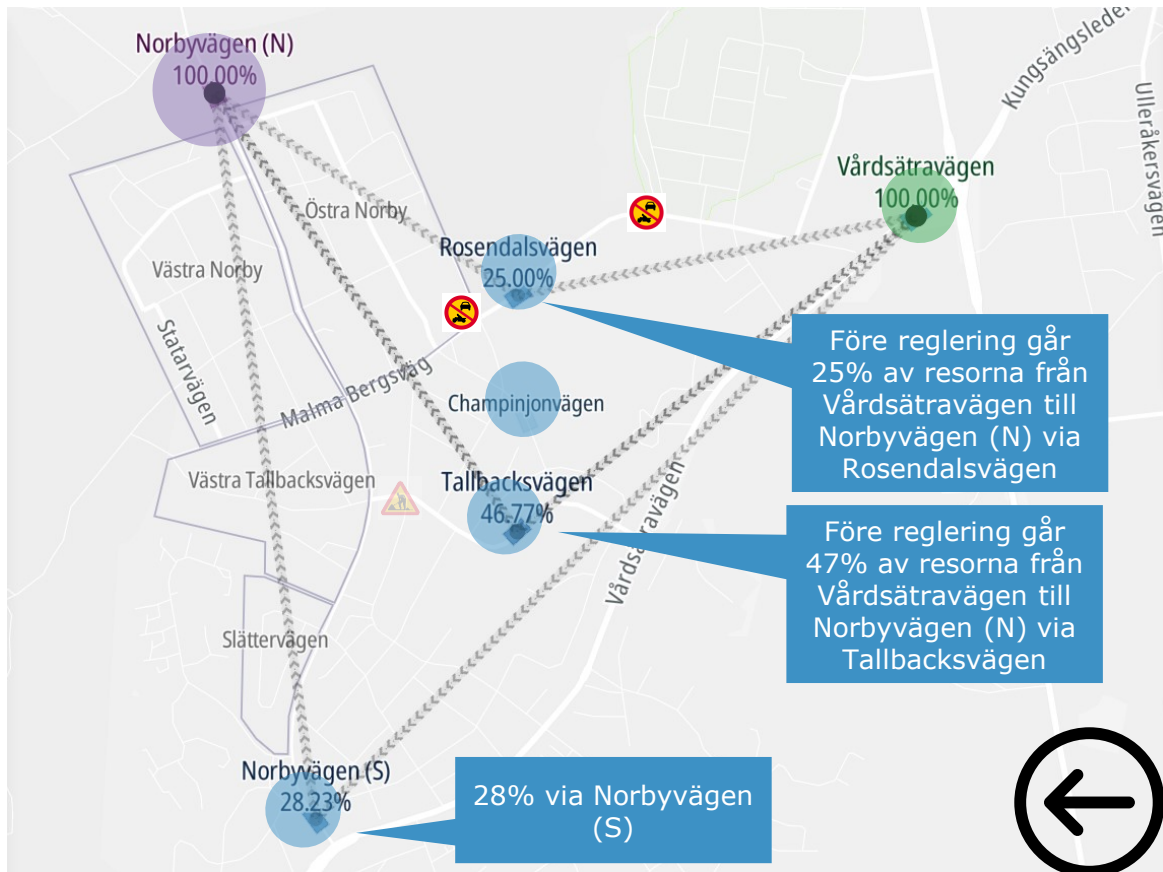 Norbyvägen (N)
100.00%
Kungsängsleden
Ulleråkersvägen
Vårdsätravägen
100.00%
Östra Norby
Rosendalsvägen
25.00%
Västra Norby
Statarvägen
Malma Bergsväg
Före reglering går
25% av resorna från
Vårdsätravägen till
Norbyvägen (N) via
Rosendalsvägen
Champinjonvägen
Västra Tallbacksvägen
Tallbacksvägen
46.77%
Vårdsätravägen
Före reglering går
47% av resorna från
Vårdsätravägen till
Norbyvägen (N) via
Tallbacksvägen
Slättervägen
Norbyvägen (S)
28.23%
28% via Norbyvägen
(S)